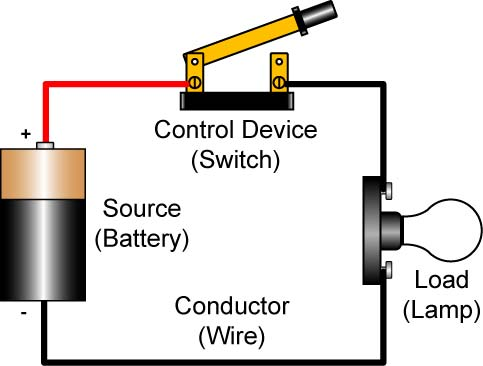 Control Device
(Switch)
+
Source
(Battery)
-
Load
(Lamp)
Conductor
(Wire)